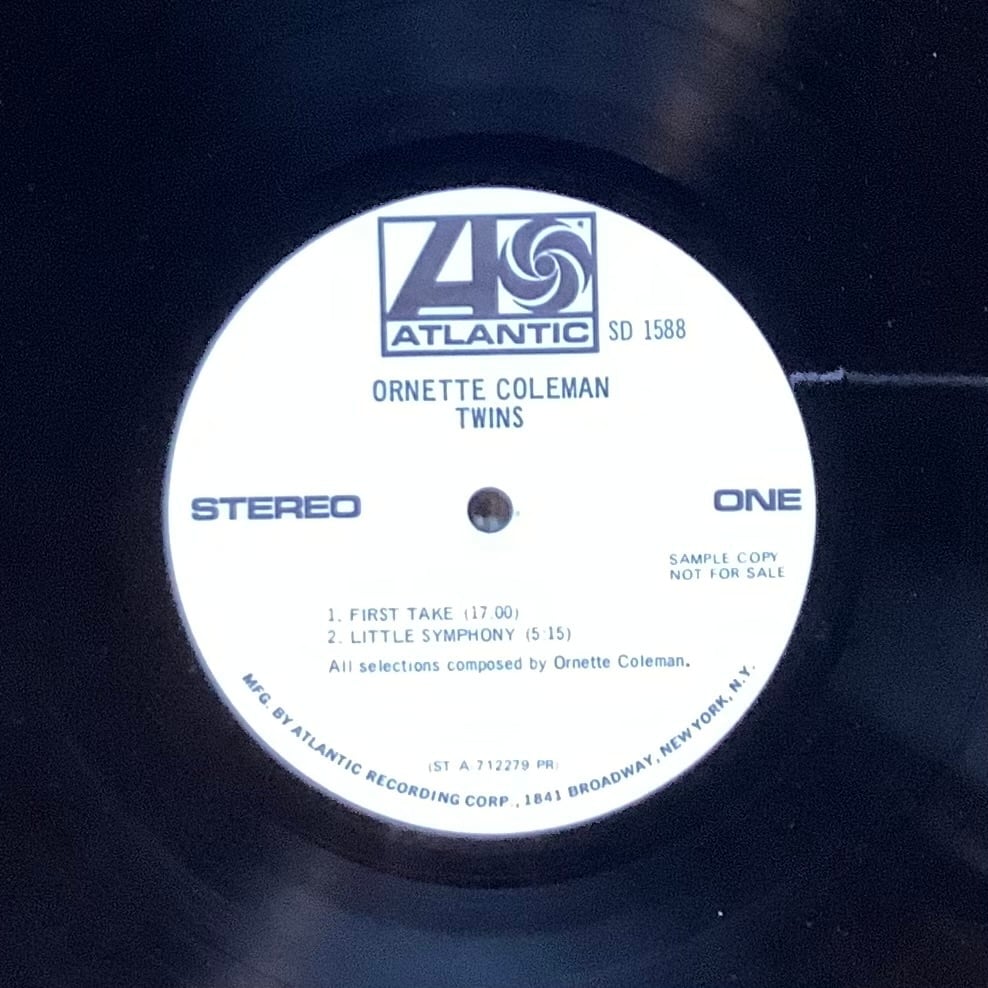 ATLANTIC
SD 1588
ORNETTE COLEMAN
TWINS
STEREO
ONE
SAMPLE COPY
NOT FOR SALE
1. FIRST TAKE (17:00)
2. LITTLE SYMPHONY (5:15)
All selections composed by Ornette Coleman.
(ST A 712279 PR)
MFG. BY ATLANTIC RECORDING CORP., 1841 BROADWAY, NEW YORK, N.Y.